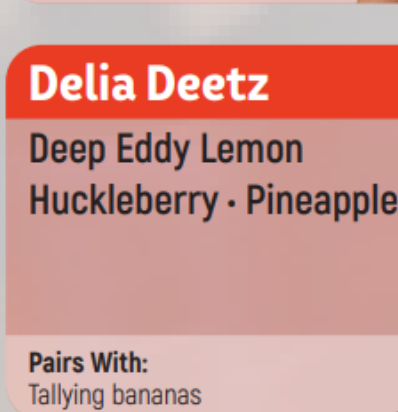 Delia Deetz
Deep Eddy Lemon
Huckleberry · Pineapple
Pairs With:
Tallying bananas